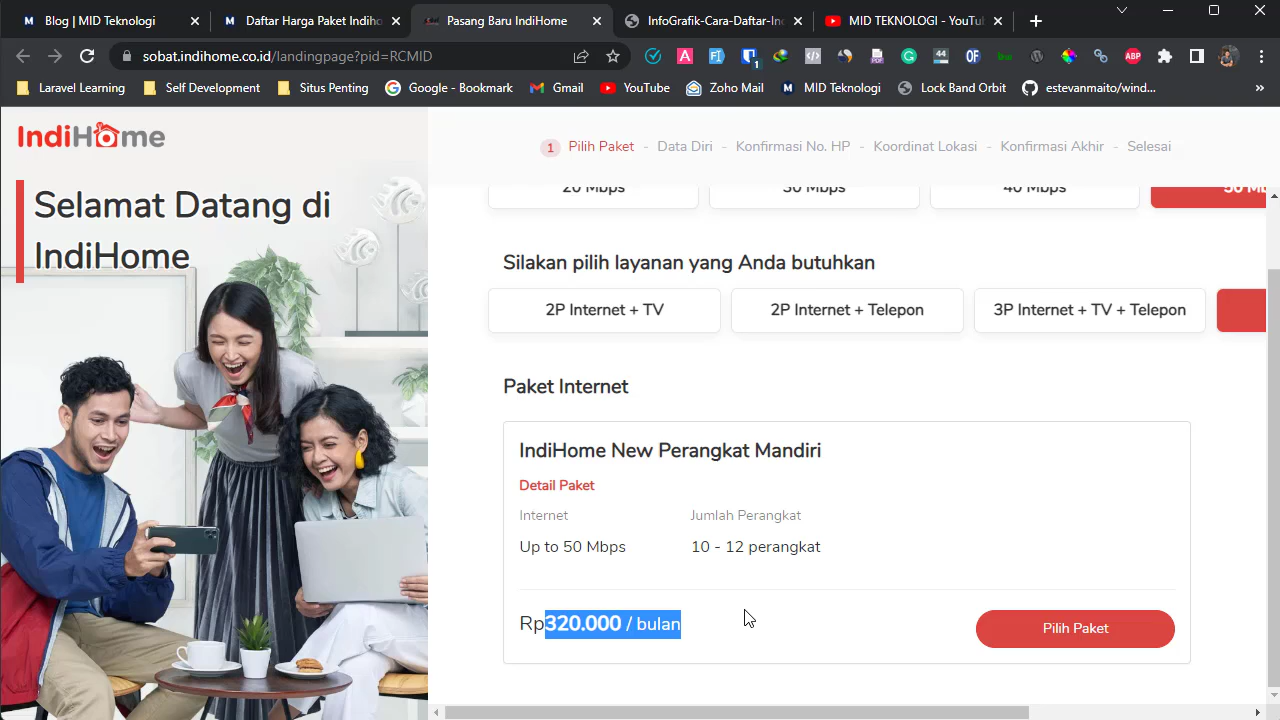 Blog | MID Teknologi
Daftar Harga Paket Indiho
Pasang Baru IndiHome
InfoGrafik-Cara-Daftar-In
MID TEKNOLOGI - YouTu
sobat.indihome.co.id/landingpage?pid=RCMID
Laravel Learning
Self Development
Situs Penting
Google - Bookmark
Gmail
YouTube
Zoho Mail
MID Teknologi
Lock Band Orbit
estevanmaito/wind...
IndiHome
Selamat Datang di
IndiHome
1 Pilih Paket - Data Diri - Konfirmasi No. HP - Koordinat Lokasi - Konfirmasi Akhir - Selesai
20 Mbps
30 Mbps
40 Mbps
Silakan pilih layanan yang Anda butuhkan
2P Internet + TV
2P Internet + Telepon
3P Internet + TV + Telepon
Paket Internet
IndiHome New Perangkat Mandiri
Detail Paket
Internet
Jumlah Perangkat
Up to 50 Mbps
10 - 12 perangkat
Rp320.000 / bulan
Pilih Paket